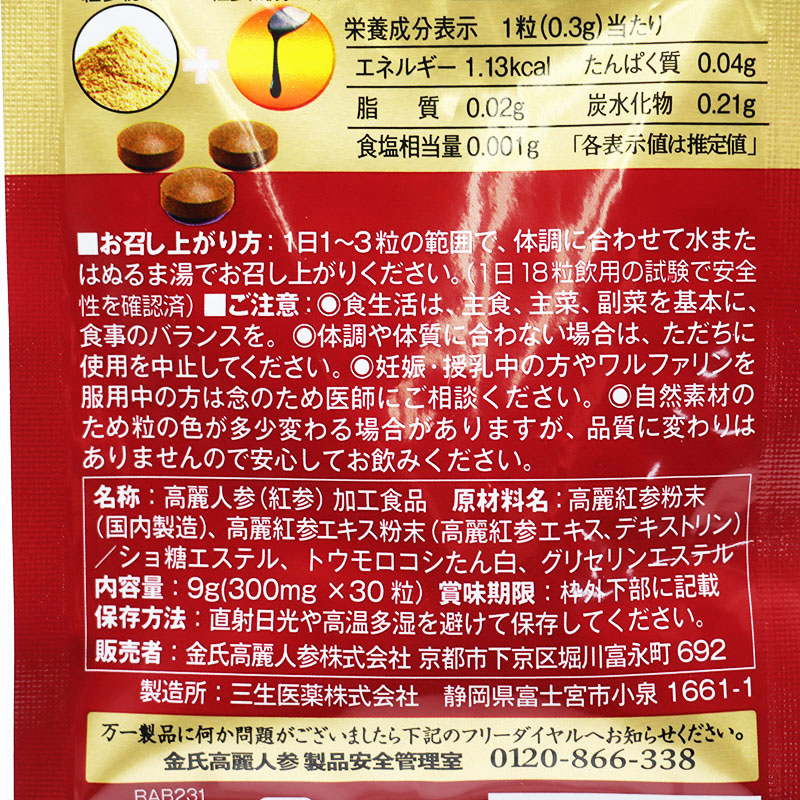 栄養成分表示 1粒(0.3g)当たり
エネルギー 1.13kcal たんぱく質 0.04g
脂 質 0.02g 炭水化物 0.21g
食塩相当量 0.001g 「各表示値は推定値」
■お召し上がり方：1日1～3粒の範囲で、体調に合わせて水また
はぬるま湯でお召し上がりください。(1日18粒飲用の試験で安全
性を確認済) ■ご注意：◉食生活は、主食、主菜、副菜を基本に、
食事のバランスを。◉体調や体質に合わない場合は、ただちに
使用を中止してください。◉妊娠・授乳中の方やワルファリンを
服用中の方は念のため医師にご相談ください。◉自然素材の
ため粒の色が多少変わる場合がありますが、品質に変わりは
ありませんので安心してお飲みください。
名称：高麗人参(紅参)加工食品 原材料名：高麗紅参粉末
(国内製造)、高麗紅参エキス粉末(高麗紅参エキス、デキストリン)
／ショ糖エステル、トウモロコシたん白、グリセリンエステル
内容量：9g(300mg×30粒) 賞味期限：枠外下部に記載
保存方法：直射日光や高温多湿を避けて保存してください。
販売者：金氏高麗人参株式会社 京都市下京区堀川富永町692
製造所：三生医薬株式会社 静岡県富士宮市小泉1661-1
万一製品に何か問題がございましたら下記のフリーダイヤルへお知らせください。
金氏高麗人参 製品安全管理室 0120-866-338
RAB231